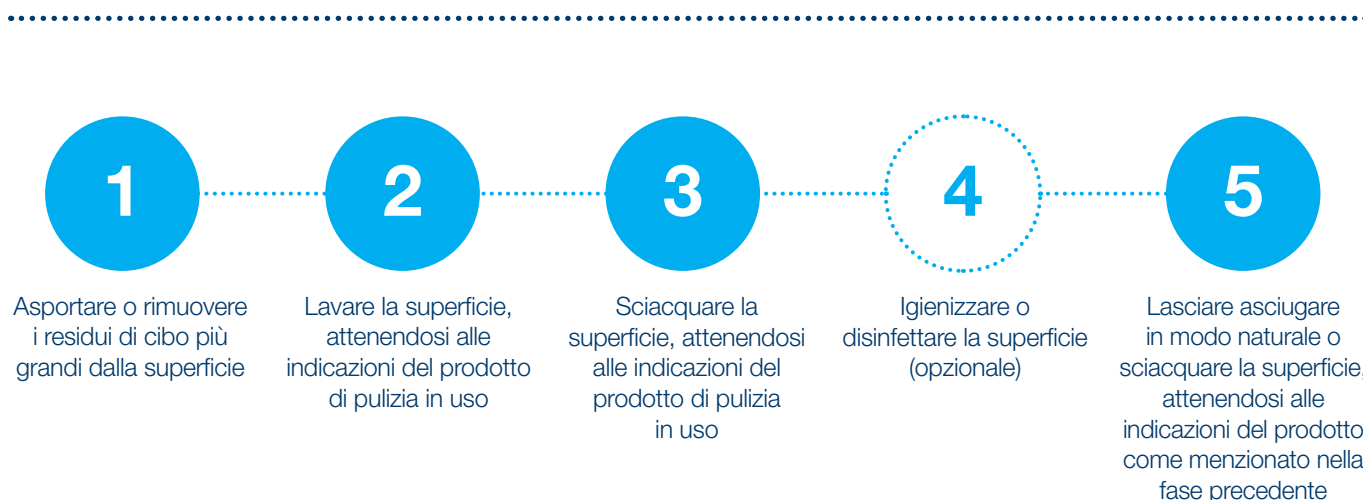 1
Asportare o rimuovere
i residui di cibo più
grandi dalla superficie
2
Lavare la superficie,
attenendosi alle
indicazioni del prodotto
di pulizia in uso
3
Sciacquare la
superficie, attenendosi
alle indicazioni del
prodotto di pulizia
in uso
4
Igienizzare o
disinfettare la superficie
(opzionale)
5
Lasciare asciugare
in modo naturale o
sciacquare la superficie,
attenendosi alle
indicazioni del prodotto
come menzionato nella
fase precedente